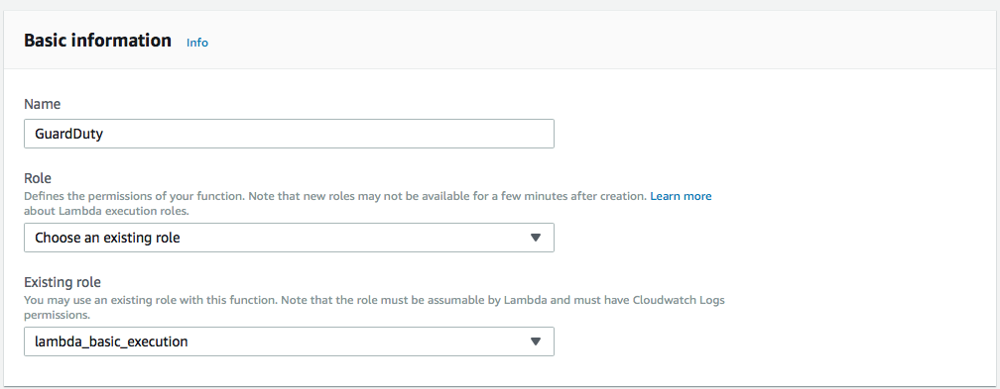 Basic information Info
Name
GuardDuty
Role
Defines the permissions of your function. Note that new roles may not be available for a few minutes after creation. Learn more
about Lambda execution roles.
Choose an existing role
Existing role
You may use an existing role with this function. Note that the role must be assumable by Lambda and must have Cloudwatch Logs
permissions.
lambda_basic_execution